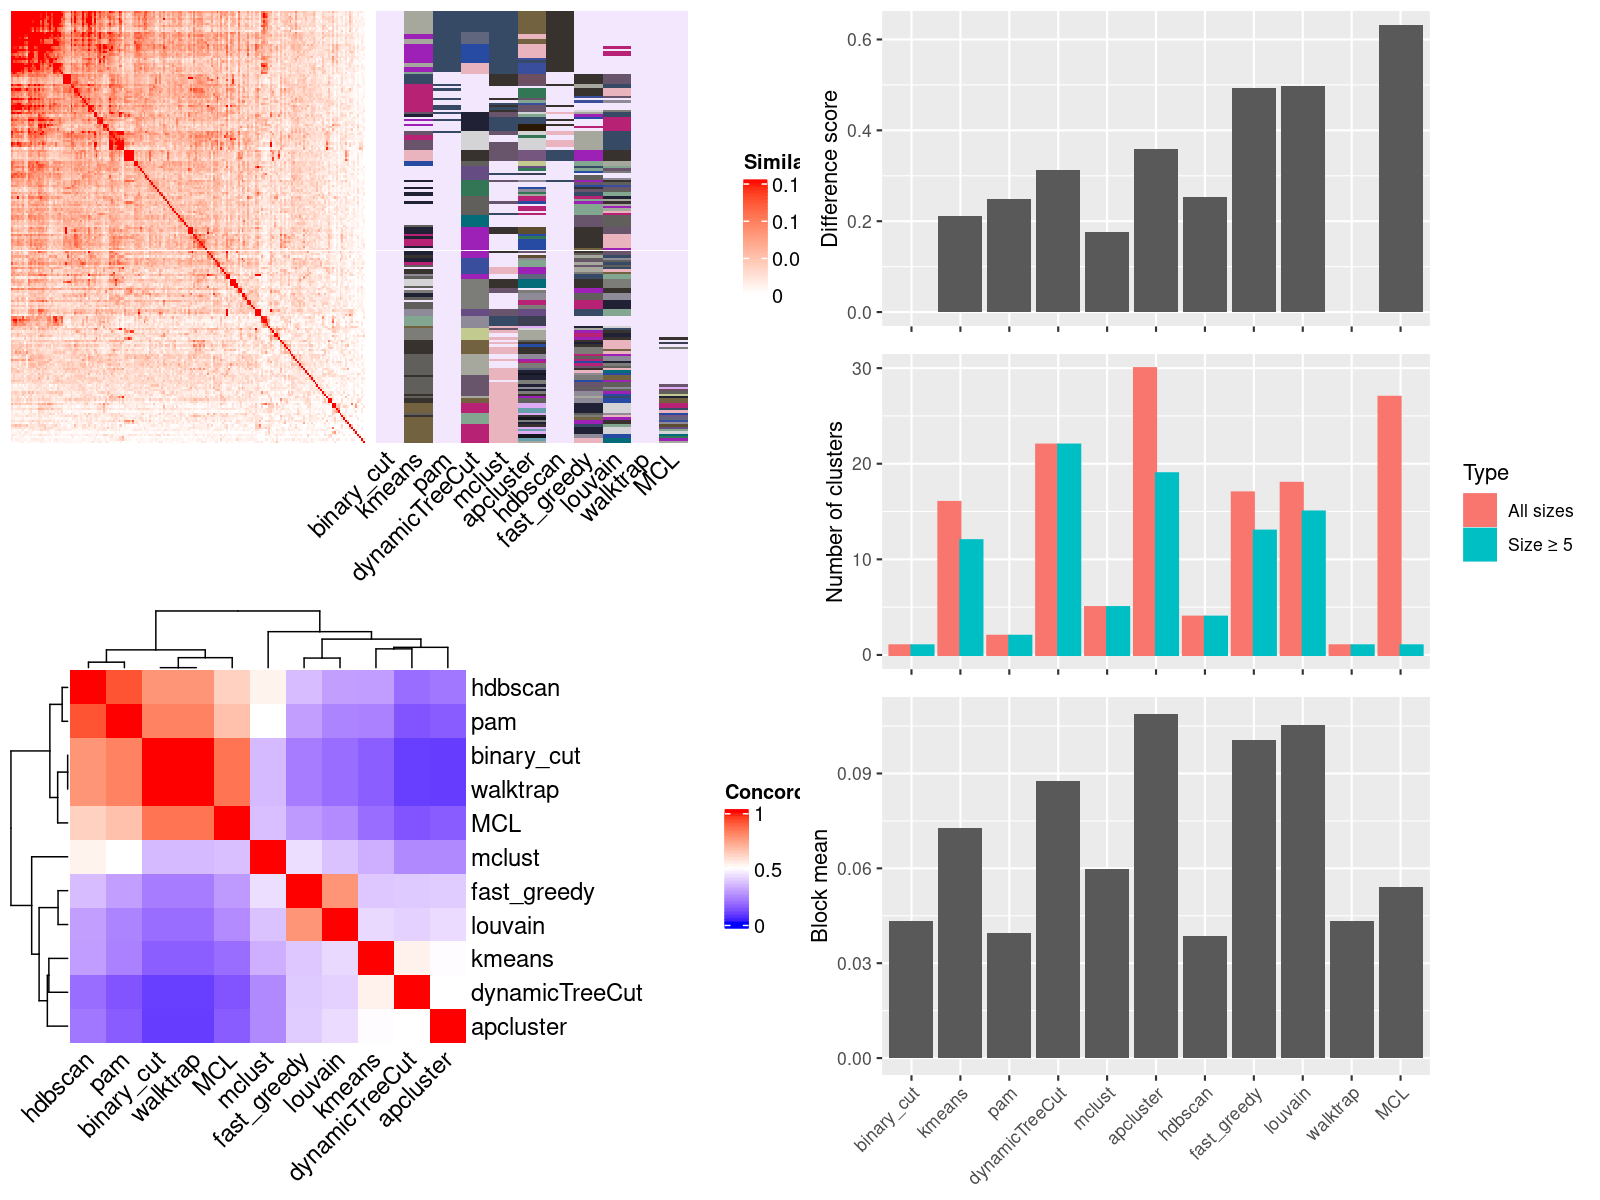 Simila
0.1
0.1
0.0
0
binary_cut
kmeans
pam
dynamicTreeCut
mclust
apcluster
hdbscan
fast_greedy
louvain
walktrap
MCL
hdbscan
pam
binary_cut
walktrap
MCL
mclust
fast_greedy
louvain
kmeans
dynamicTreeCut
apcluster
hdbscan
pam
binary_cut
walktrap
MCL
mclust
fast_greedy
louvain
kmeans
dynamicTreeCut
apcluster
Concord
1
0.5
0
Difference score
0.6
0.4
0.2
0.0
Number of clusters
30
20
10
0
Type
All sizes
Size ≥ 5
Block mean
0.09
0.06
0.03
0.00
binary_cut
kmeans
pam
dynamicTreeCut
mclust
apcluster
hdbscan
fast_greedy
louvain
walktrap
MCL